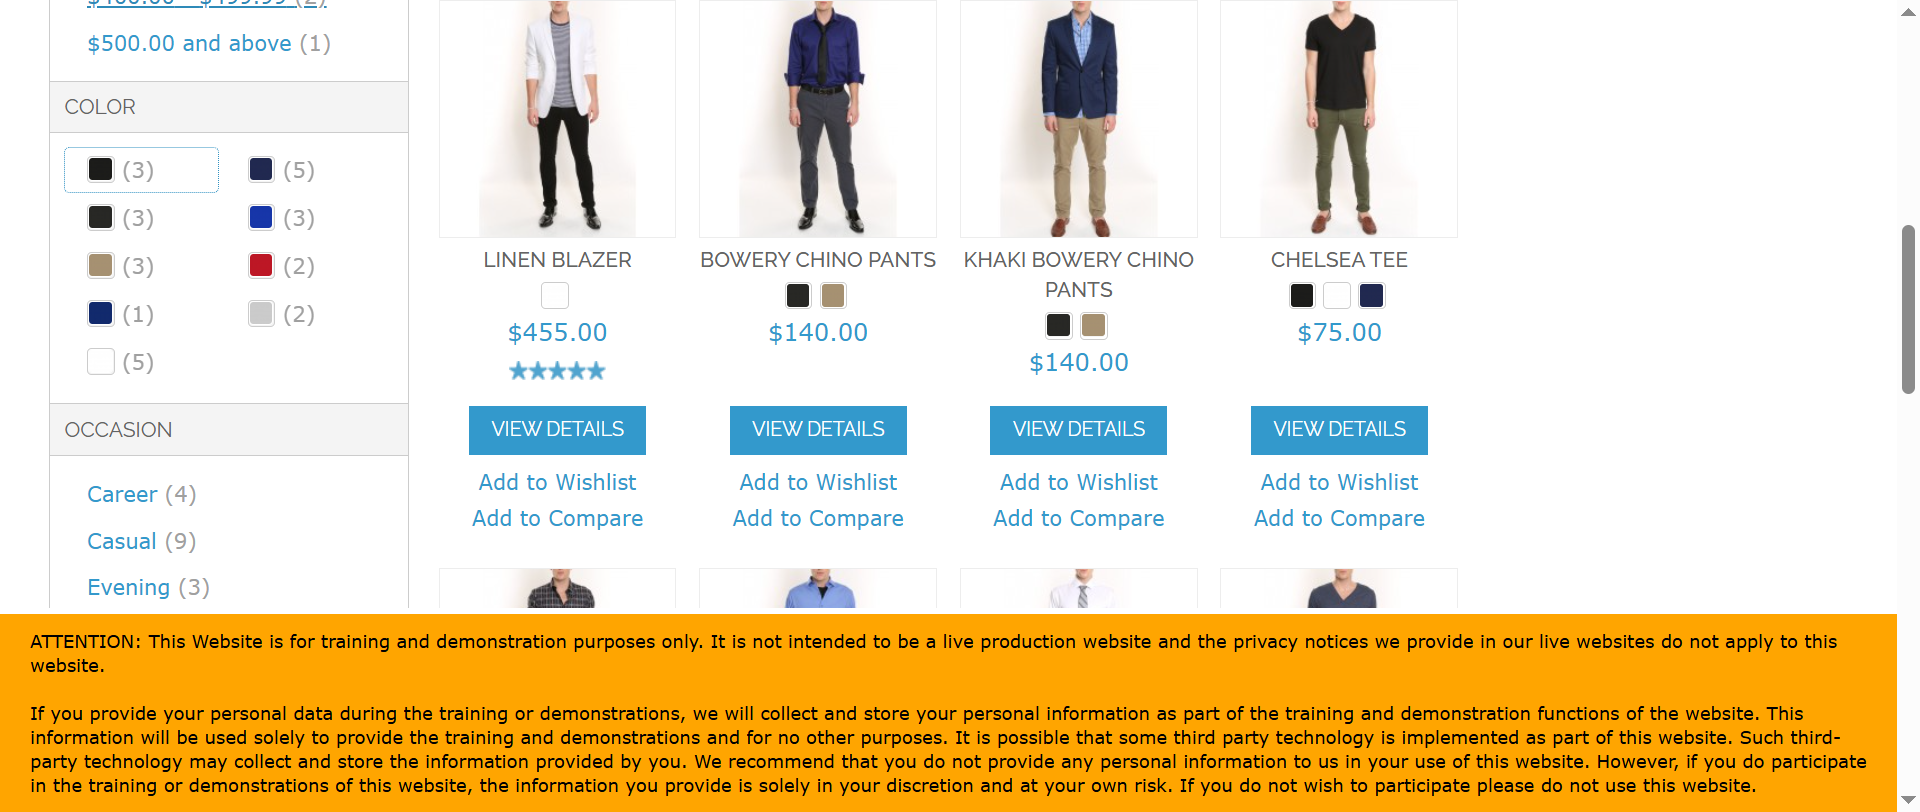 $400.00 - $499.99 (2)
$500.00 and above (1)
COLOR
(3)
(5)
(3)
(3)
(3)
(2)
(1)
(2)
(5)
OCCASION
Career (4)
Casual (9)
Evening (3)
LINEN BLAZER
$455.00
VIEW DETAILS
Add to Wishlist
Add to Compare
BOWERY CHINO PANTS
$140.00
VIEW DETAILS
Add to Wishlist
Add to Compare
KHAKI BOWERY CHINO
PANTS
$140.00
VIEW DETAILS
Add to Wishlist
Add to Compare
CHELSEA TEE
$75.00
VIEW DETAILS
Add to Wishlist
Add to Compare
ATTENTION: This Website is for training and demonstration purposes only. It is not intended to be a live production website and the privacy notices we provide in our live websites do not apply to this
website.
If you provide your personal data during the training or demonstrations, we will collect and store your personal information as part of the training and demonstration functions of the website. This
information will be used solely to provide the training and demonstrations and for no other purposes. It is possible that some third party technology is implemented as part of this website. Such third-
party technology may collect and store the information provided by you. We recommend that you do not provide any personal information to us in your use of this website. However, if you do participate
in the training or demonstrations of this website, the information you provide is solely in your discretion and at your own risk. If you do not wish to participate please do not use this website.